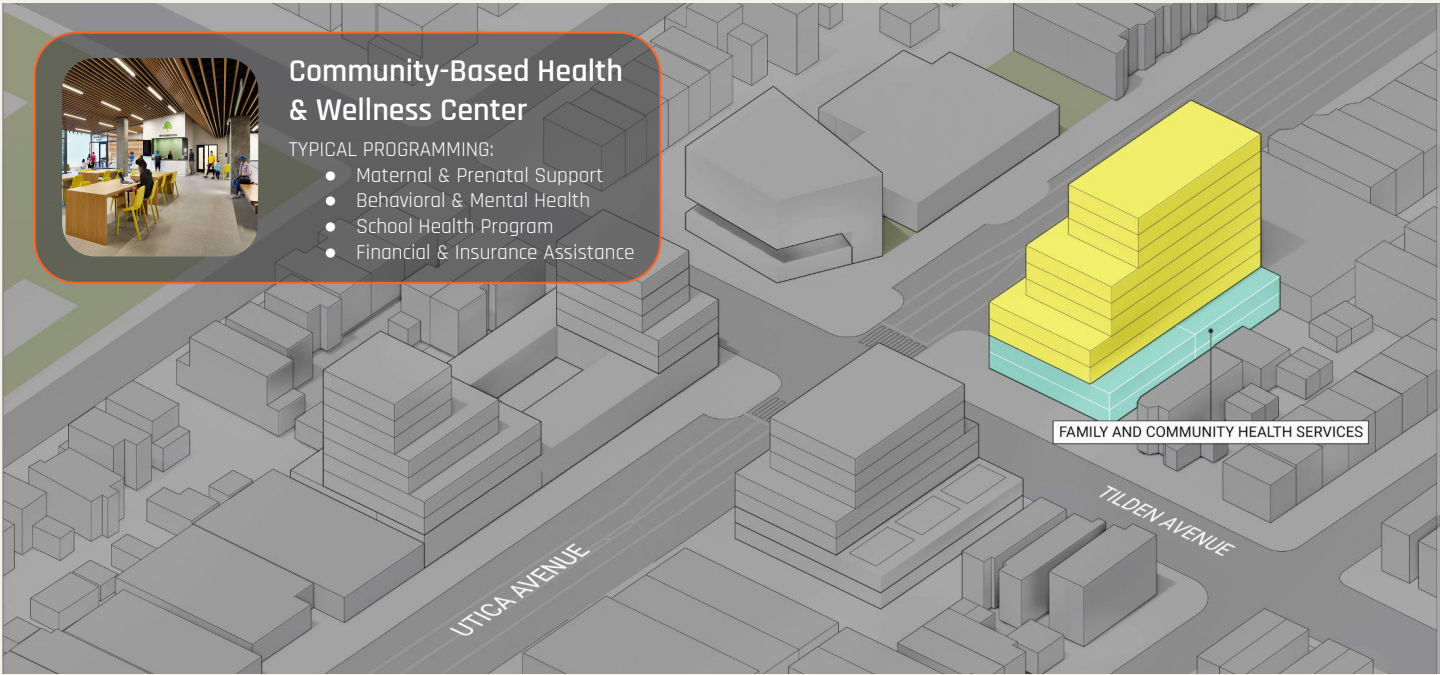 Community-Based Health
& Wellness Center
TYPICAL PROGRAMMING:
● Maternal & Prenatal Support
● Behavioral & Mental Health
● School Health Program
● Financial & Insurance Assistance
FAMILY AND COMMUNITY HEALTH SERVICES
TILDEN AVENUE
UTICA AVENUE